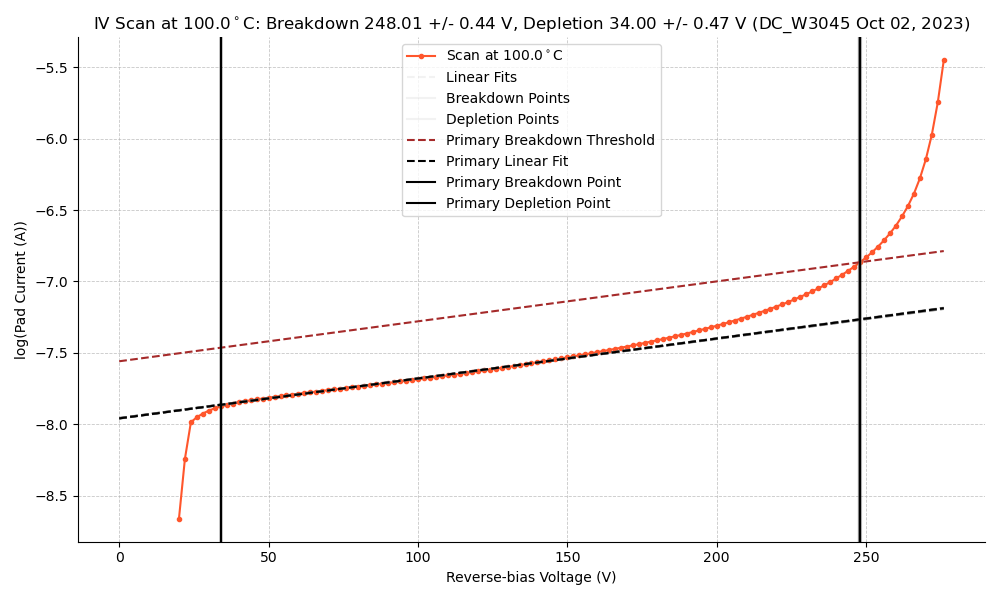 IV Scan at 100.0°C: Breakdown 248.01 +/- 0.44 V, Depletion 34.00 +/- 0.47 V (DC_W3045 Oct 02, 2023)
Scan at 100.0°C
Linear Fits
Breakdown Points
Depletion Points
Primary Breakdown Threshold
Primary Linear Fit
Primary Breakdown Point
Primary Depletion Point
log(Pad Current (A))
−5.5
−6.0
−6.5
−7.0
−7.5
−8.0
−8.5
0 50 100 150 200 250
Reverse-bias Voltage (V)